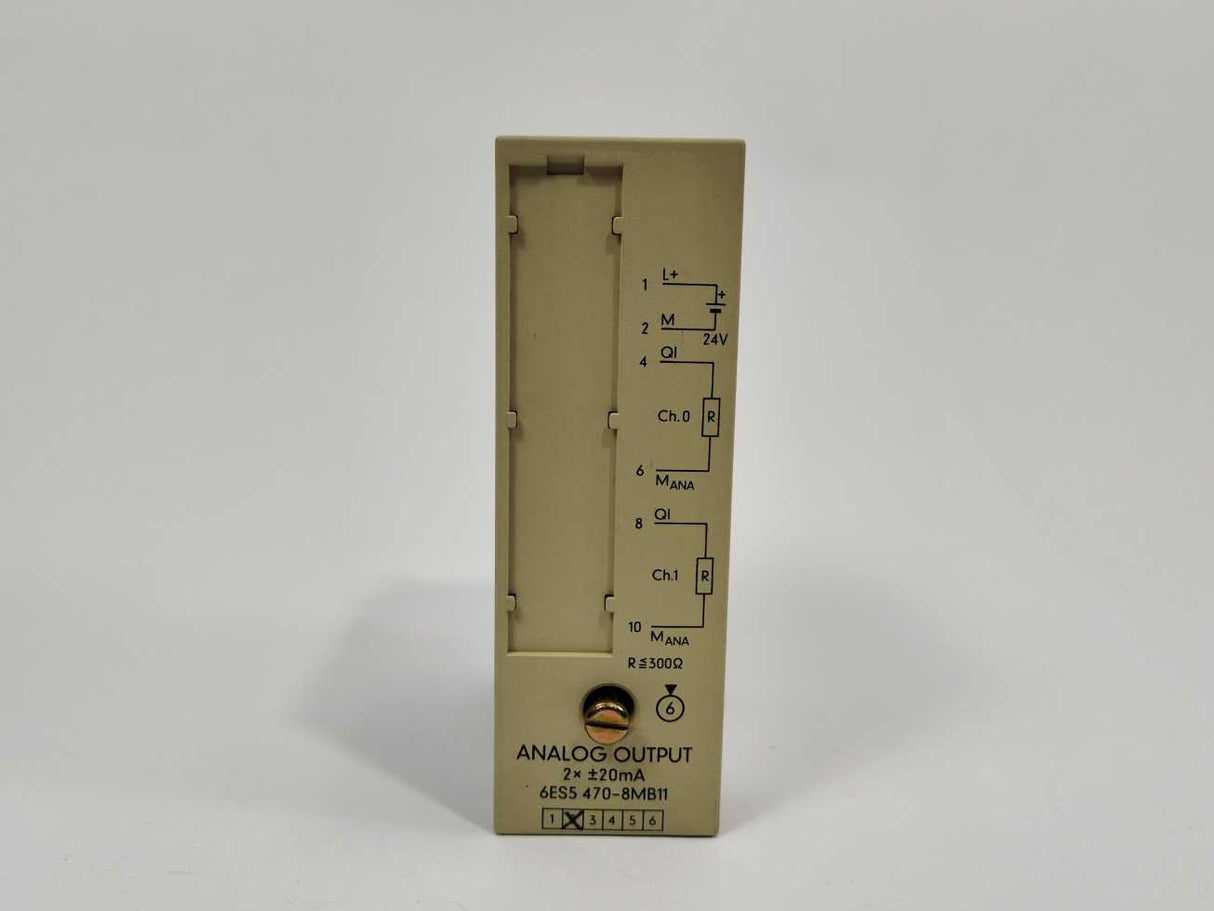 1 L+
+
2 M
24V
4 QI
Ch.0 R
6 MANA
8 QI
Ch.1 R
10 MANA
R≦300Ω
6
ANALOG OUTPUT
2× ±20mA
6ES5 470-8MB11
1 3 4 5 6